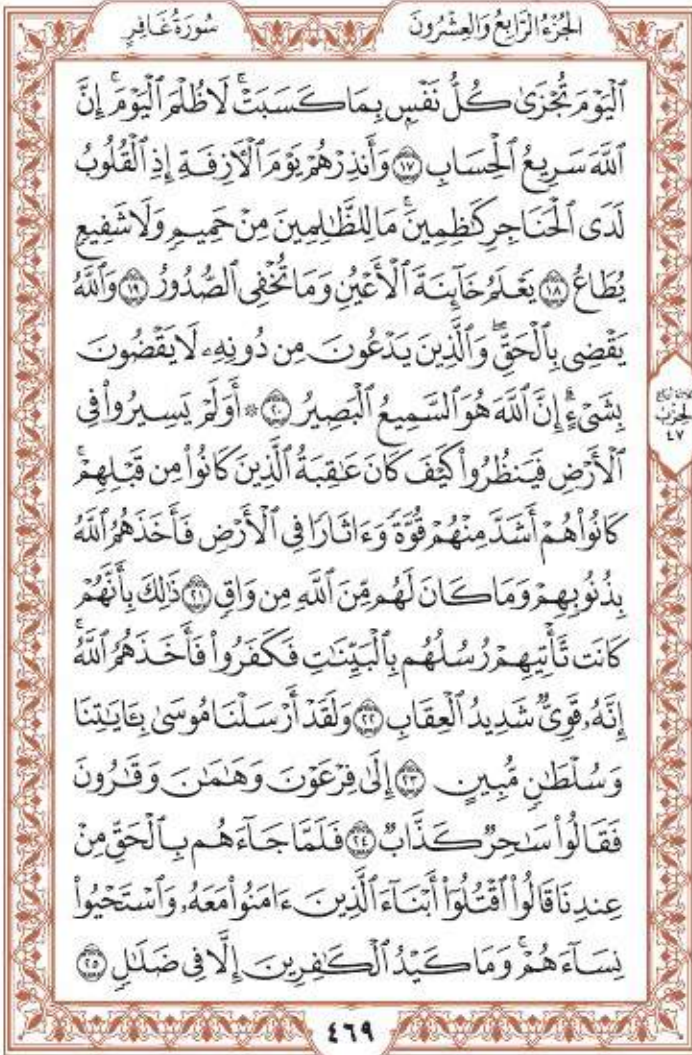 الجُزْءُ الرَّابِعُ وَالعِشْرُونَ
سُورَةُ غَافِرٍ
ٱلۡيَوۡمَ تُجۡزَىٰ كُلُّ نَفۡسِۭ بِمَا كَسَبَتۡۚ لَا ظُلۡمَ ٱلۡيَوۡمَۚ إِنَّ
ٱللَّهَ سَرِيعُ ٱلۡحِسَابِ ١٧ وَأَنذِرۡهُمۡ يَوۡمَ ٱلۡأٓزِفَةِ إِذِ ٱلۡقُلُوبُ
لَدَى ٱلۡحَنَاجِرِ كَٰظِمِينَۚ مَا لِلظَّٰلِمِينَ مِنۡ حَمِيمٖ وَلَا شَفِيعٖ
يُطَاعُ ١٨ يَعۡلَمُ خَآئِنَةَ ٱلۡأَعۡيُنِ وَمَا تُخۡفِي ٱلصُّدُورُ ١٩ وَٱللَّهُ
يَقۡضِي بِٱلۡحَقِّۖ وَٱلَّذِينَ يَدۡعُونَ مِن دُونِهِۦ لَا يَقۡضُونَ
بِشَيۡءٍۗ إِنَّ ٱللَّهَ هُوَ ٱلسَّمِيعُ ٱلۡبَصِيرُ ٢٠ ۞ أَوَلَمۡ يَسِيرُواْ فِي
ٱلۡأَرۡضِ فَيَنظُرُواْ كَيۡفَ كَانَ عَٰقِبَةُ ٱلَّذِينَ كَانُواْ مِن قَبۡلِهِمۡۚ
كَانُواْ هُمۡ أَشَدَّ مِنۡهُمۡ قُوَّةٗ وَءَاثَارٗا فِي ٱلۡأَرۡضِ فَأَخَذَهُمُ ٱللَّهُ
بِذُنُوبِهِمۡ وَمَا كَانَ لَهُم مِّنَ ٱللَّهِ مِن وَاقٖ ٢١ ذَٰلِكَ بِأَنَّهُمۡ
كَانَت تَّأۡتِيهِمۡ رُسُلُهُم بِٱلۡبَيِّنَٰتِ فَكَفَرُواْ فَأَخَذَهُمُ ٱللَّهُۚ
إِنَّهُۥ قَوِيّٞ شَدِيدُ ٱلۡعِقَابِ ٢٢ وَلَقَدۡ أَرۡسَلۡنَا مُوسَىٰ بِـَٔايَٰتِنَا
وَسُلۡطَٰنٖ مُّبِينٍ ٢٣ إِلَىٰ فِرۡعَوۡنَ وَهَٰمَٰنَ وَقَٰرُونَ
فَقَالُواْ سَٰحِرٞ كَذَّابٞ ٢٤ فَلَمَّا جَآءَهُم بِٱلۡحَقِّ مِنۡ
عِندِنَا قَالُواْ ٱقۡتُلُوٓاْ أَبۡنَآءَ ٱلَّذِينَ ءَامَنُواْ مَعَهُۥ وَٱسۡتَحۡيُواْ
نِسَآءَهُمۡۚ وَمَا كَيۡدُ ٱلۡكَٰفِرِينَ إِلَّا فِي ضَلَٰلٖ ٢٥
الحِزْب
٤٧
٤٦٩